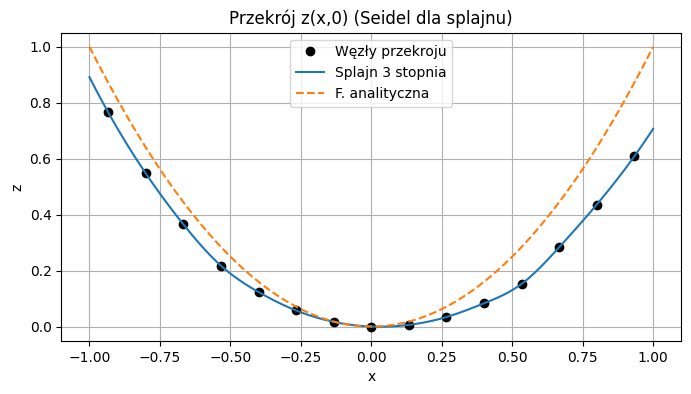 Przekrój z(x,0) (Seidel dla splajnu)
Węzły przekroju
Splajn 3 stopnia
F. analityczna
z
1.0
0.8
0.6
0.4
0.2
0.0
−1.00 −0.75 −0.50 −0.25 0.00 0.25 0.50 0.75 1.00
x